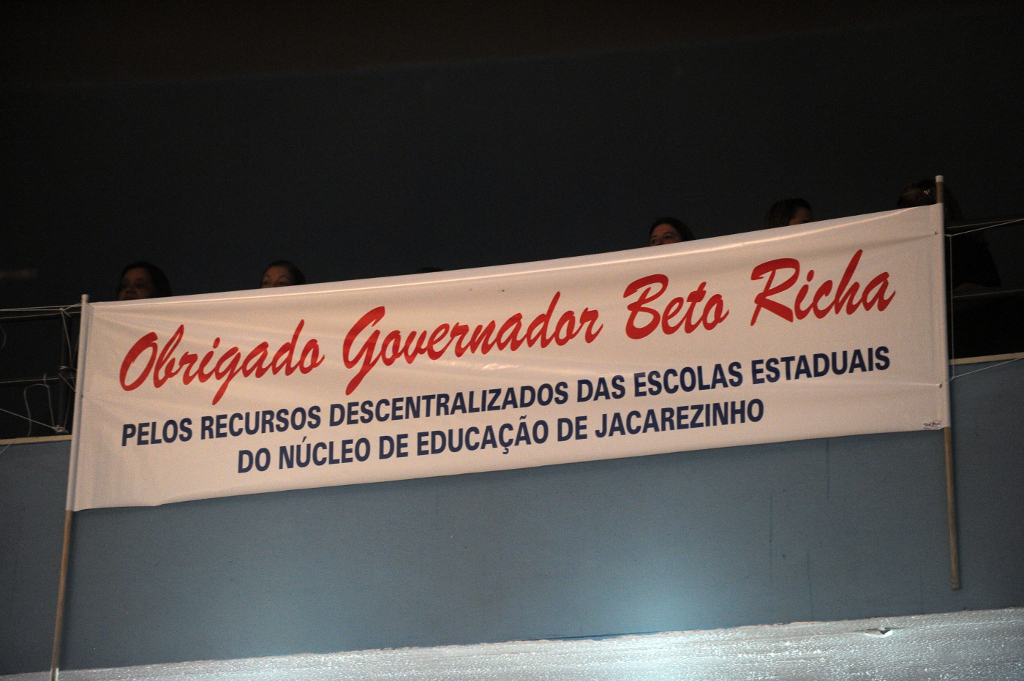 Obrigado Governador Beto Richa
PELOS RECURSOS DESCENTRALIZADOS DAS ESCOLAS ESTADUAIS
DO NÚCLEO DE EDUCAÇÃO DE JACAREZINHO